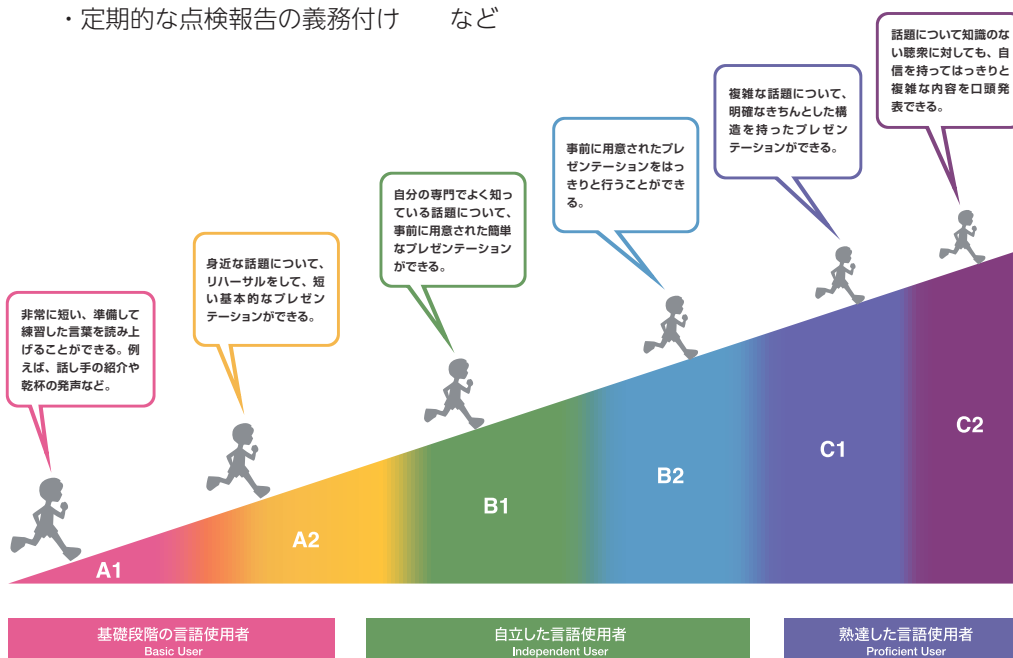 ・定期的な点検報告の義務付け　　など
話題について知識のな
い聴衆に対しても、自
信を持ってはっきりと
複雑な内容を口頭発
表できる。
複雑な話題について、
明確なきちんとした構
造を持ったプレゼン
テーションができる。
事前に用意されたプレ
ゼンテーションをはっ
きりと行うことができ
る。
自分の専門でよく知っ
ている話題について、
事前に用意された簡単
なプレゼンテーション
ができる。
身近な話題について、
リハーサルをして、短
い基本的なプレゼン
テーションができる。
非常に短い、準備して
練習した言葉を読み上
げることができる。例
えば、話し手の紹介や
乾杯の発声など。
A1
A2
B1
B2
C1
C2
基礎段階の言語使用者
Basic User
自立した言語使用者
Independent User
熟達した言語使用者
Proficient User